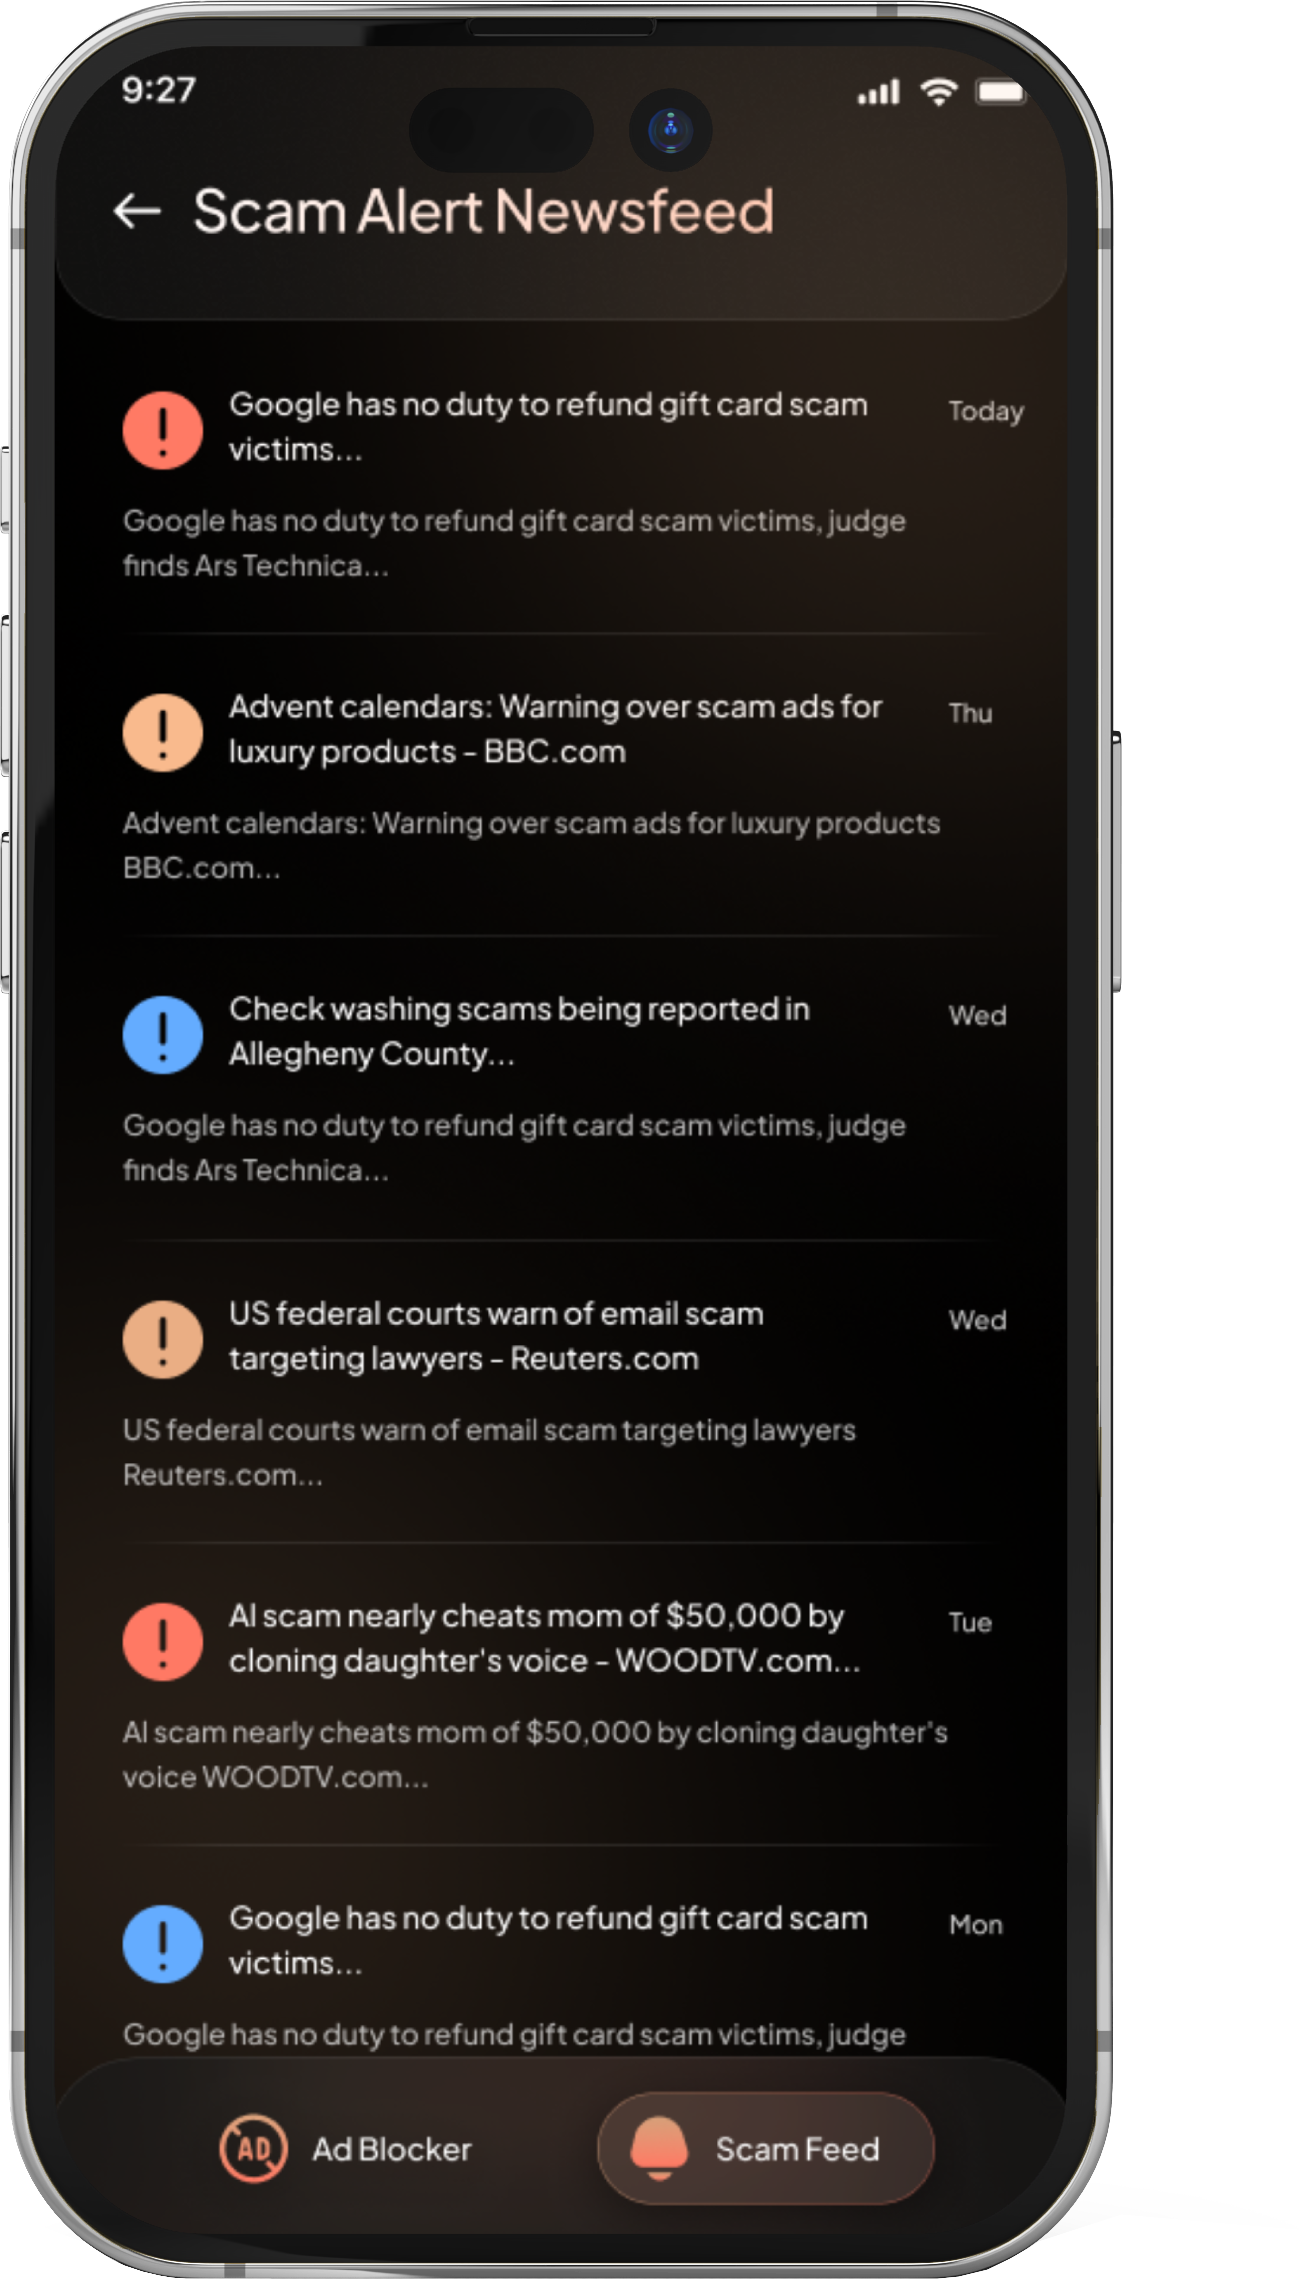 9:27
Scam Alert Newsfeed
Google has no duty to refund gift card scam
victims...
Today
Google has no duty to refund gift card scam victims, judge
finds Ars Technica...
Advent calendars: Warning over scam ads for
luxury products - BBC.com
Thu
Advent calendars: Warning over scam ads for luxury products
BBC.com...
Check washing scams being reported in
Allegheny County...
Wed
Google has no duty to refund gift card scam victims, judge
finds Ars Technica...
US federal courts warn of email scam
targeting lawyers - Reuters.com
Wed
US federal courts warn of email scam targeting lawyers
Reuters.com...
AI scam nearly cheats mom of $50,000 by
cloning daughter's voice - WOODTV.com...
Tue
AI scam nearly cheats mom of $50,000 by cloning daughter's
voice WOODTV.com...
Google has no duty to refund gift card scam
victims...
Mon
Google has no duty to refund gift card scam victims, judge
AD Ad Blocker
Scam Feed